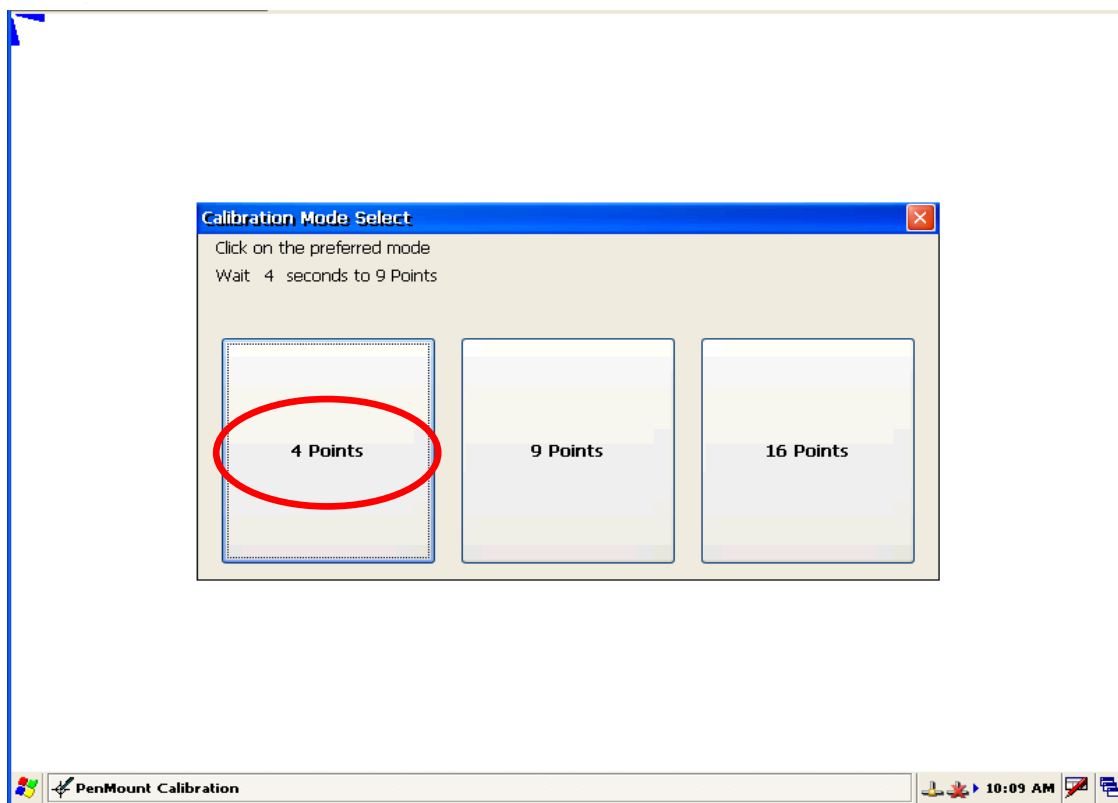 Calibration Mode Select
Click on the preferred mode
Wait 4 seconds to 9 Points
4 Points
9 Points
16 Points
PenMount Calibration
10:09 AM